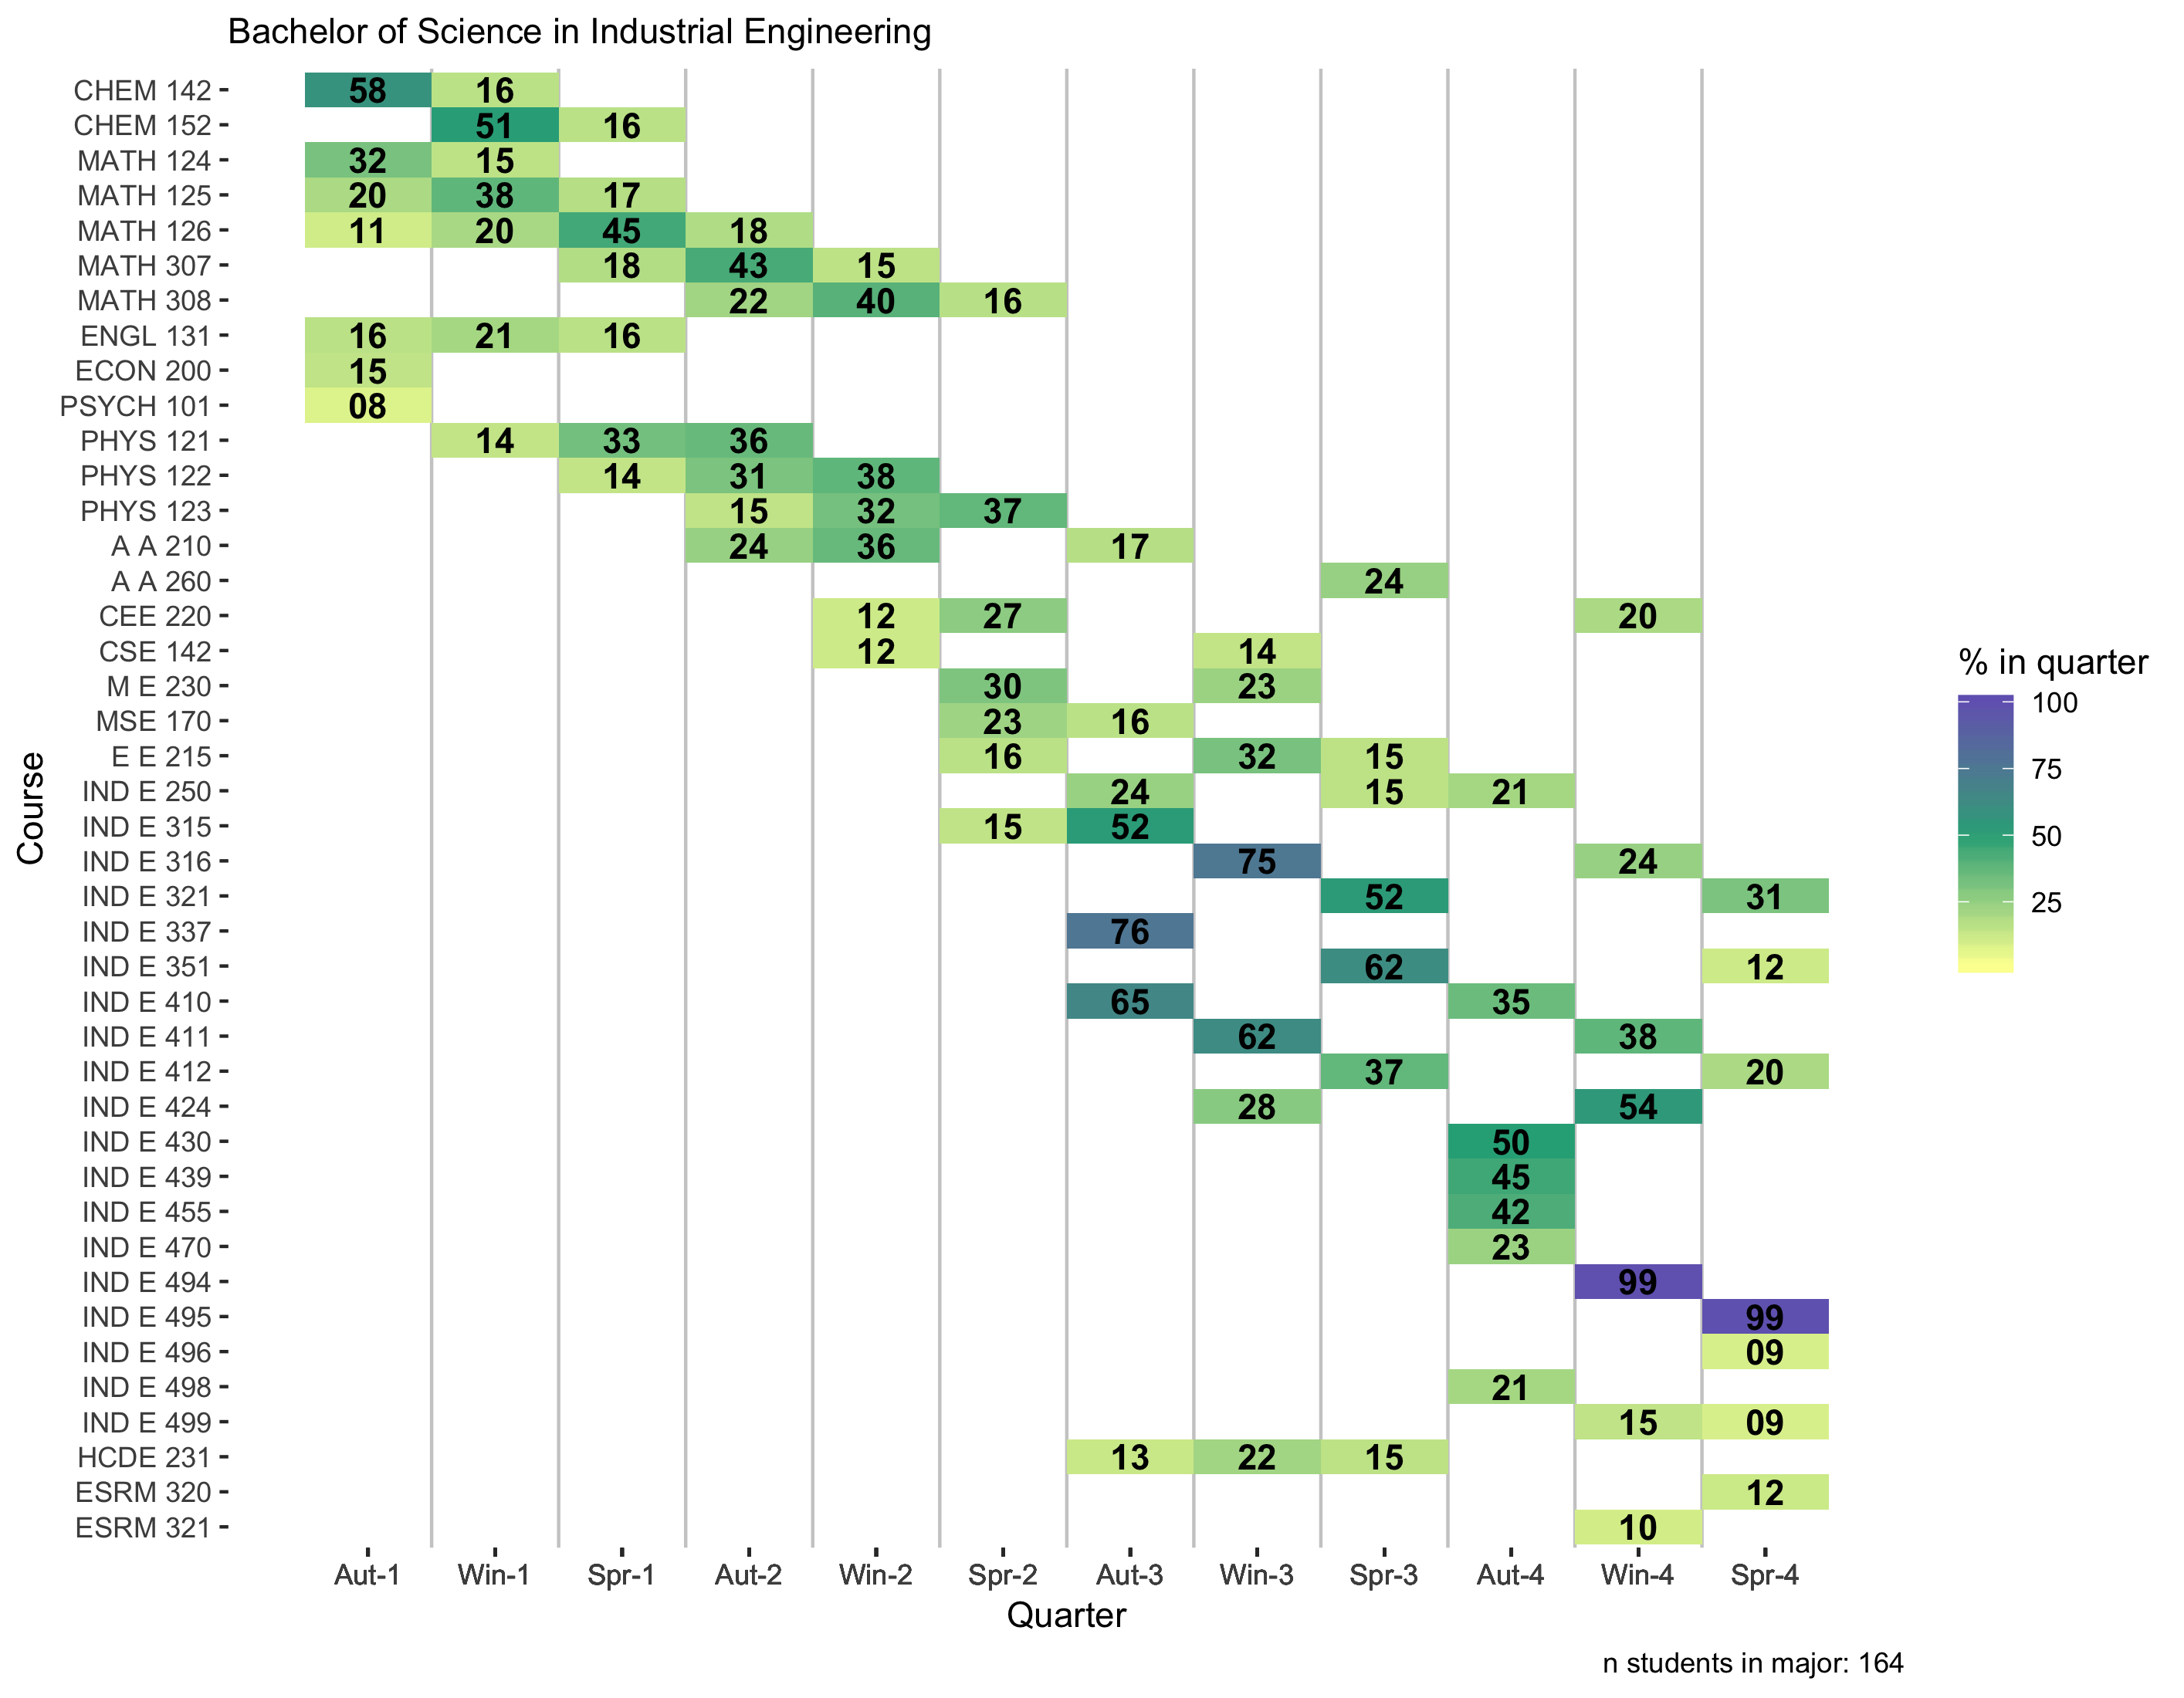 Bachelor of Science in Industrial Engineering
CHEM 142 58 16
CHEM 152 51 16
MATH 124 32 15
MATH 125 20 38 17
MATH 126 11 20 45 18
MATH 307 18 43 15
MATH 308 22 40 16
ENGL 131 16 21 16
ECON 200 15
PSYCH 101 08
PHYS 121 14 33 36
PHYS 122 14 31 38
PHYS 123 15 32 37
A A 210 24 36 17
A A 260 24
CEE 220 12 27 20
CSE 142 12 14
M E 230 30 23
MSE 170 23 16
E E 215 16 32 15
IND E 250 24 15 21
IND E 315 15 52
IND E 316 75 24
IND E 321 52 31
IND E 337 76
IND E 351 62 12
IND E 410 65 35
IND E 411 62 38
IND E 412 37 20
IND E 424 28 54
IND E 430 50
IND E 439 45
IND E 455 42
IND E 470 23
IND E 494 99
IND E 495 99
IND E 496 09
IND E 498 21
IND E 499 15 09
HCDE 231 13 22 15
ESRM 320 12
ESRM 321 10
Aut-1 Win-1 Spr-1 Aut-2 Win-2 Spr-2 Aut-3 Win-3 Spr-3 Aut-4 Win-4 Spr-4
Quarter
Course
% in quarter
100
75
50
25
n students in major: 164